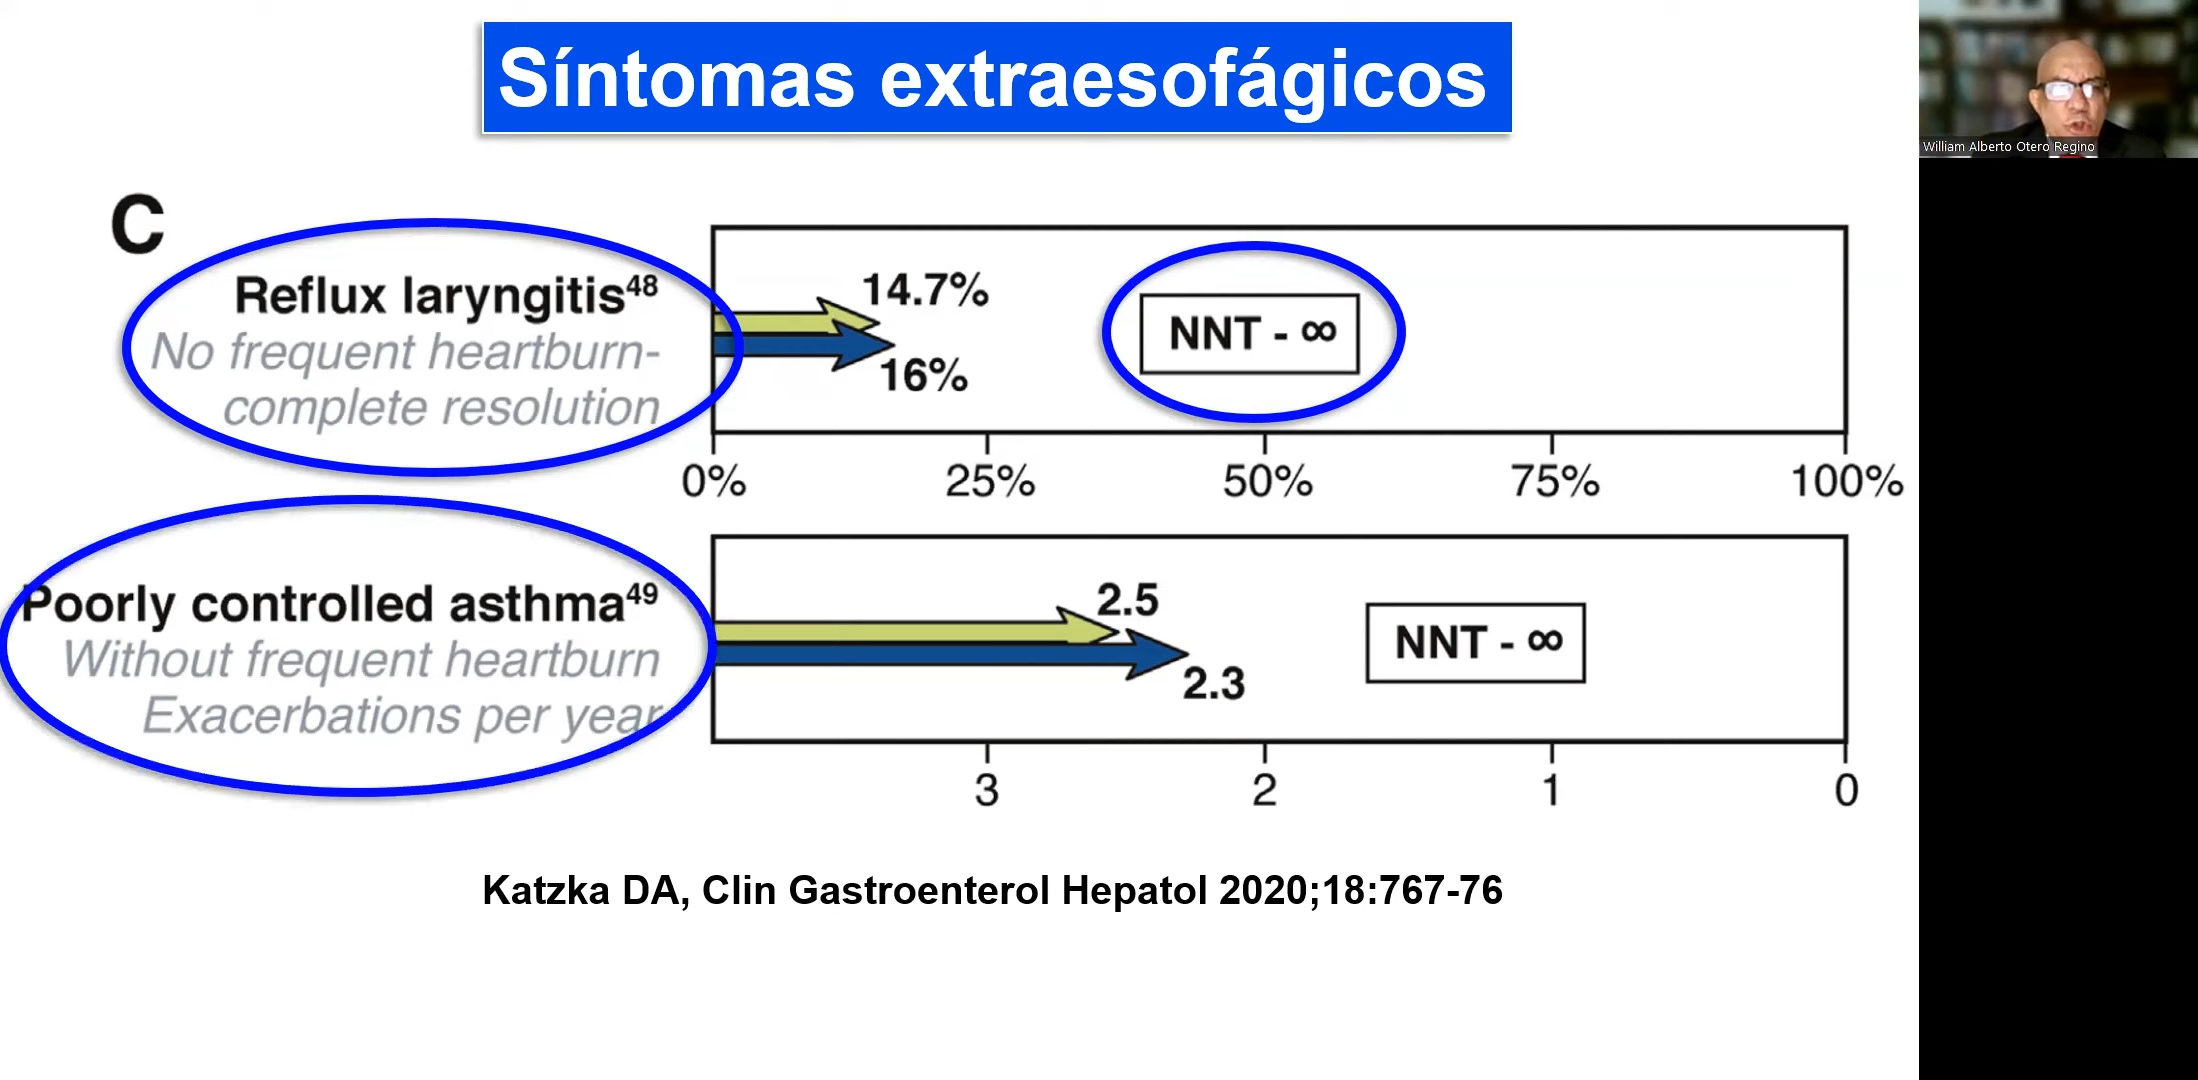 Síntomas extraesofágicos
William Alberto Otero Regino
C
Reflux laryngitis48
No frequent heartburn-
complete resolution
14.7%
16%
NNT - ∞
0% 25% 50% 75% 100%
Poorly controlled asthma49
Without frequent heartburn
Exacerbations per year
2.5
2.3
NNT - ∞
3 2 1 0
Katzka DA, Clin Gastroenterol Hepatol 2020;18:767-76